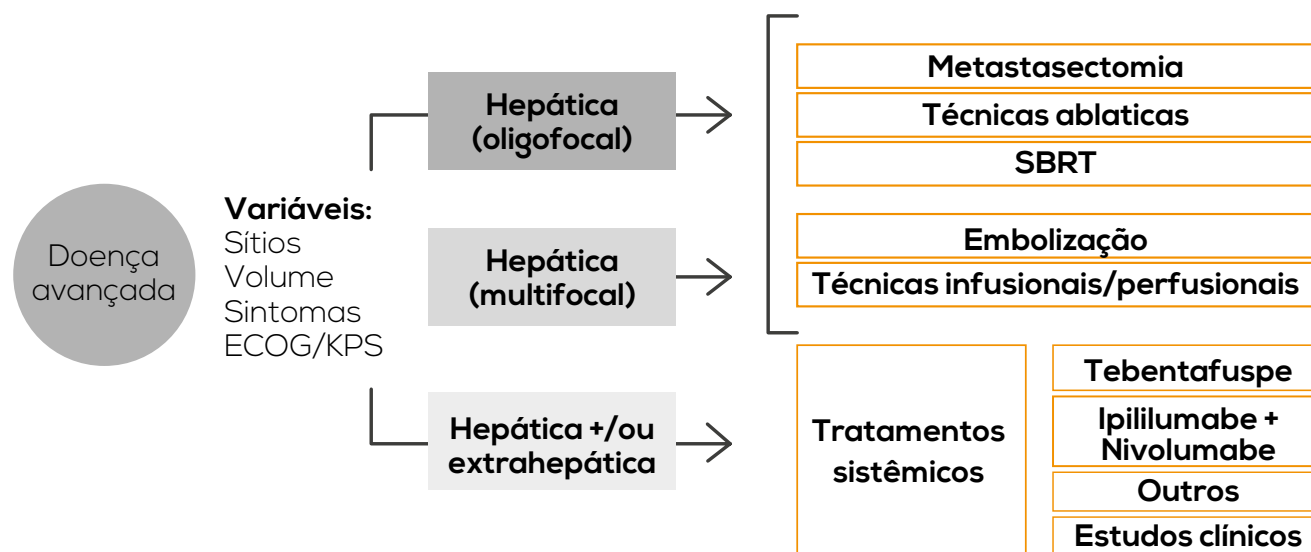 Doença
avançada
Variáveis:
Sítios
Volume
Sintomas
ECOG/KPS
Hepática
(oligofocal)
Metastasectomia
Técnicas ablaticas
SBRT
Hepática
(multifocal)
Embolização
Técnicas infusionais/perfusionais
Hepática +/ou
extrahepática
Tratamentos
sistêmicos
Tebentafuspe
Ipililumabe +
Nivolumabe
Outros
Estudos clínicos